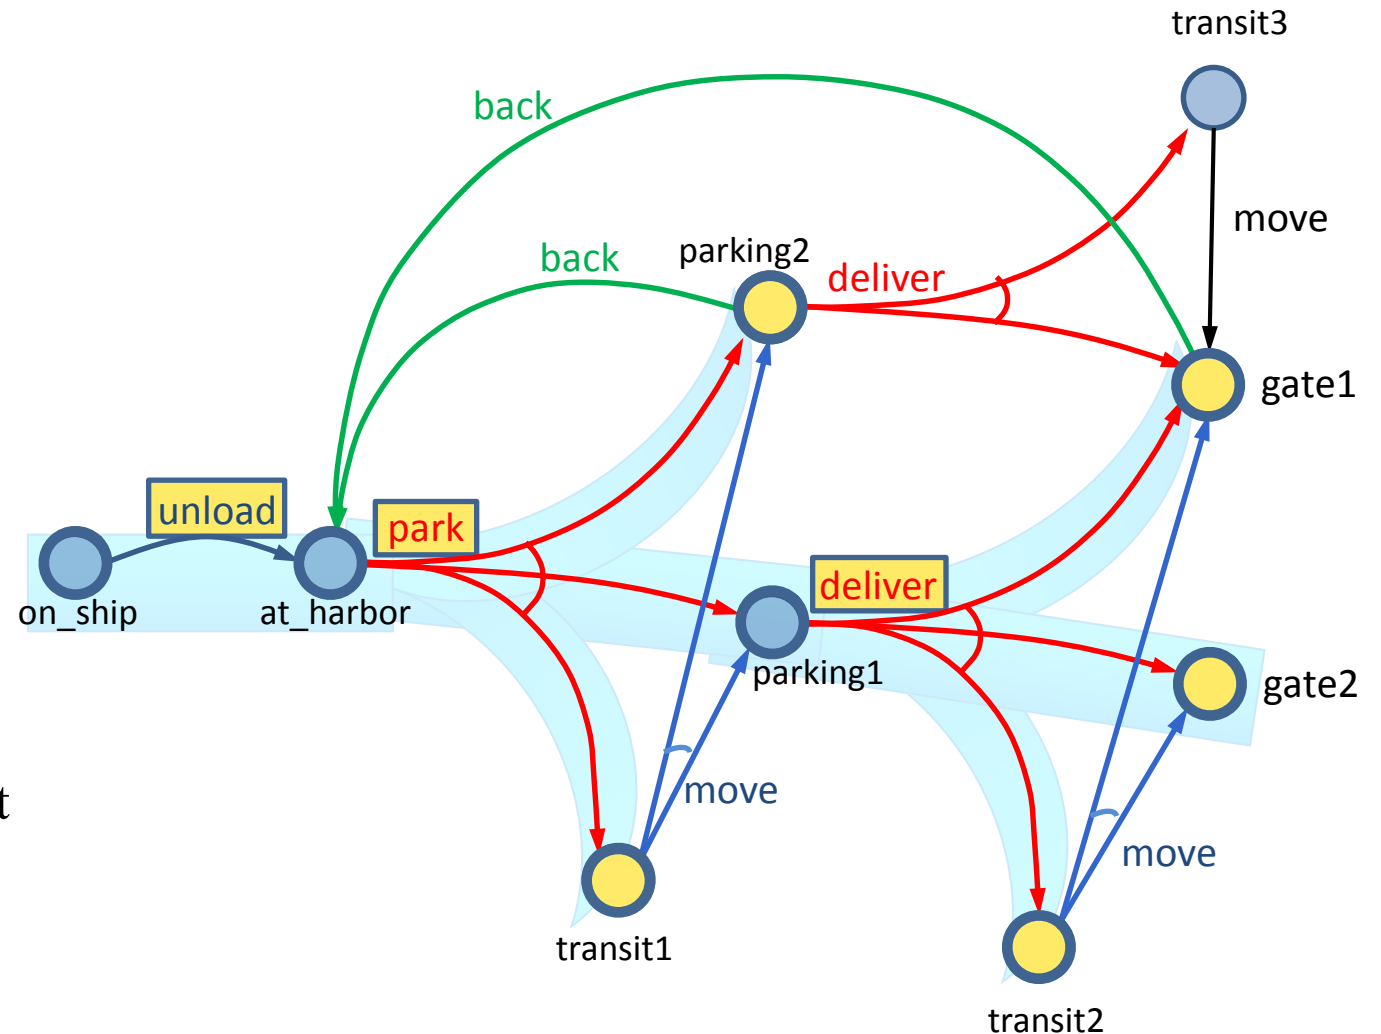 transit3
back
move
parking2
back
deliver
gate1
unload
park
deliver
on_ship
at_harbor
parking1
gate2
move
t
move
transit1
transit2